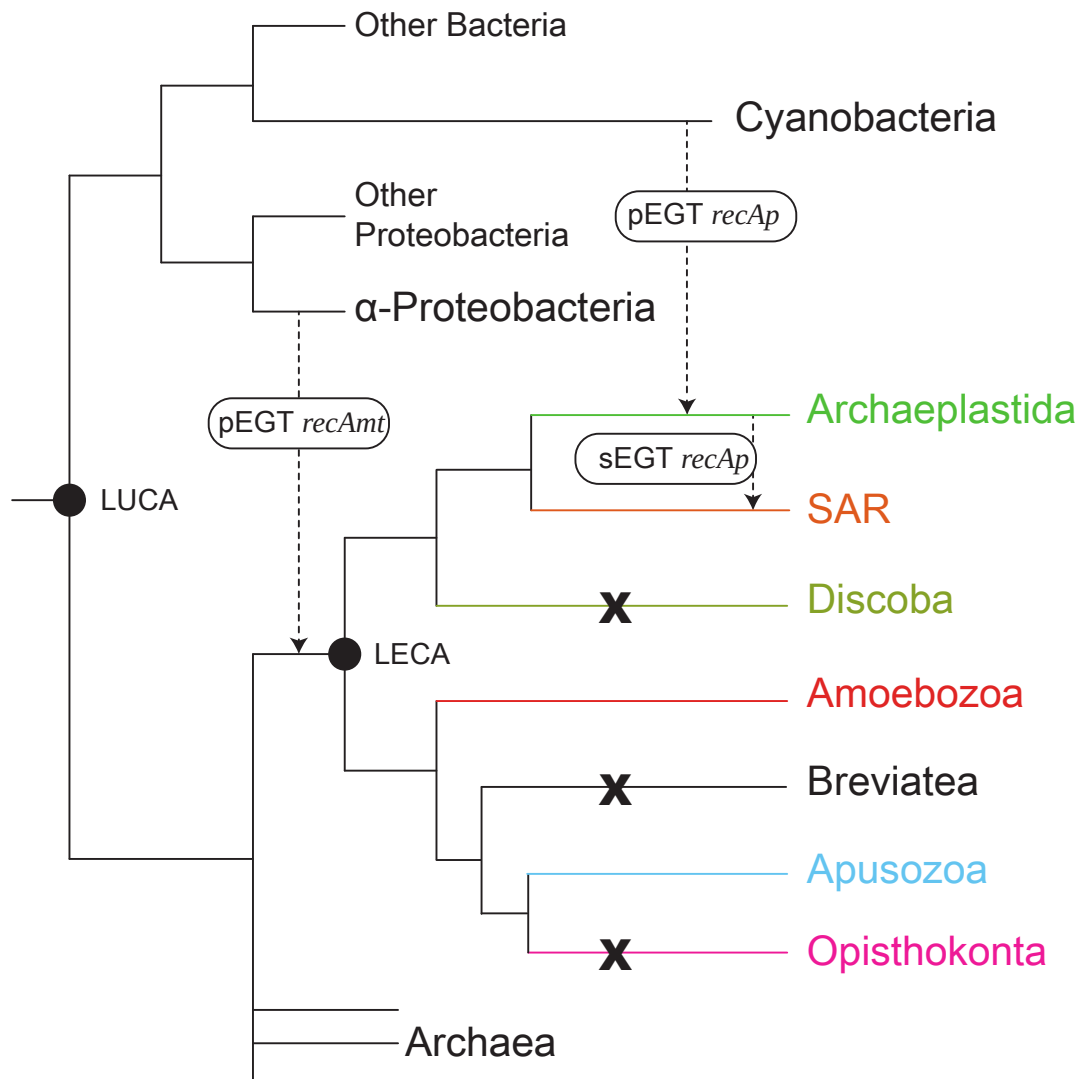 Other Bacteria
Cyanobacteria
Other
Proteobacteria
pEGT recAp
α-Proteobacteria
pEGT recAmt
Archaeplastida
sEGT recAp
LUCA
SAR
Discoba
LECA
Amoebozoa
X
Breviatea
Apusozoa
X
Opisthokonta
X
Archaea